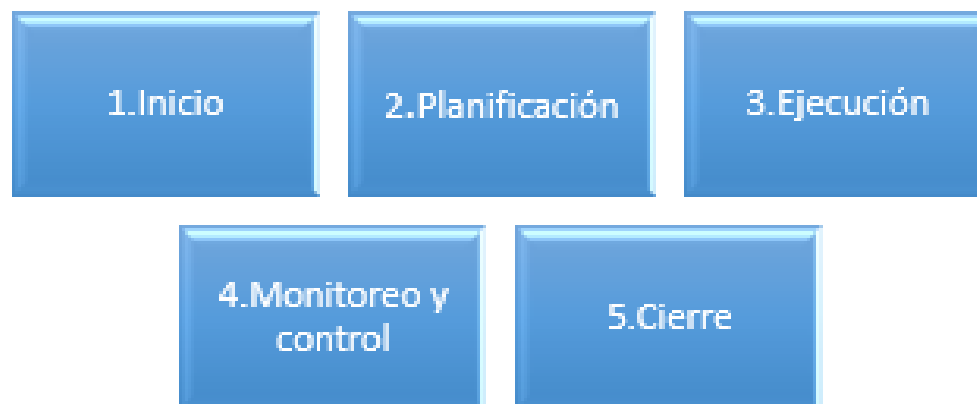 1.Inicio
2.Planificación
3.Ejecución
4.Monitoreo y
control
5.Cierre